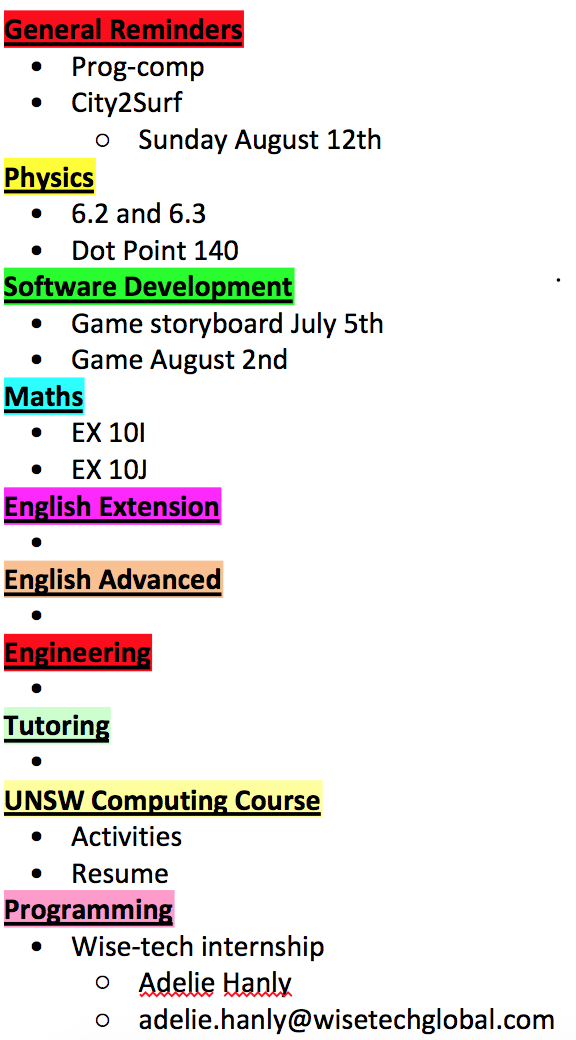 General Reminders
• Prog-comp
• City2Surf
○ Sunday August 12th
Physics
• 6.2 and 6.3
• Dot Point 140
Software Development
• Game storyboard July 5th
• Game August 2nd
Maths
• EX 10I
• EX 10J
English Extension
•
English Advanced
•
Engineering
•
Tutoring
•
UNSW Computing Course
• Activities
• Resume
Programming
• Wise-tech internship
○ Adelie Hanly
○ adelie.hanly@wisetechglobal.com